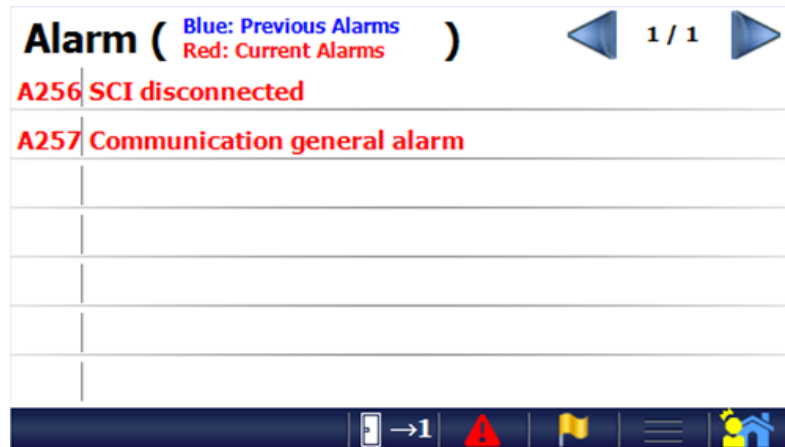 Alarm ( Blue: Previous Alarms
Red: Current Alarms )
1 / 1
A256 SCI disconnected
A257 Communication general alarm
→1